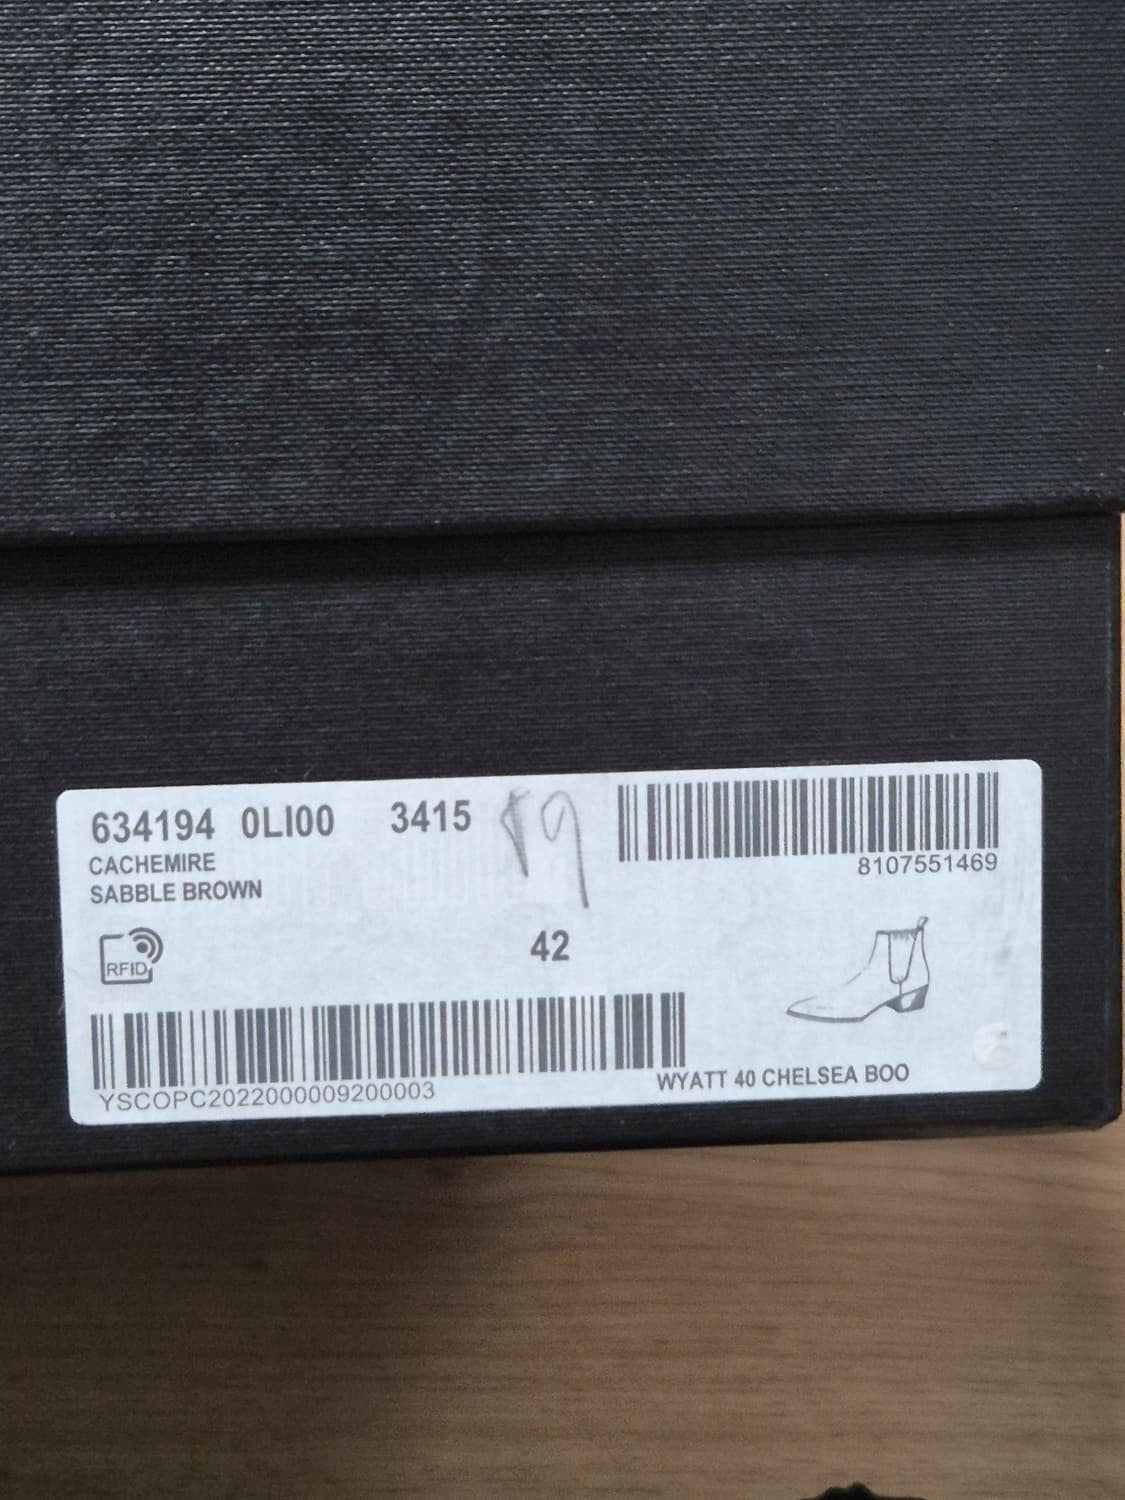 634194 0LI00 3415
CACHEMIRE
SABBLE BROWN
8107551469
RFID
42
YSCOPC2022000009200003
WYATT 40 CHELSEA BOO